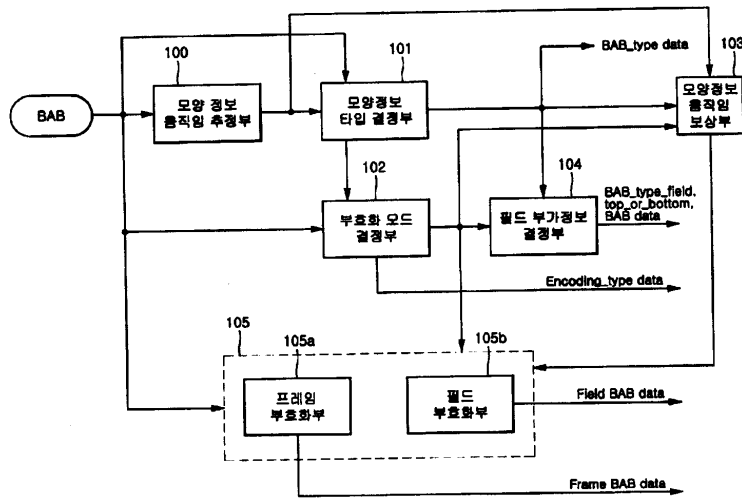 100
101
BAB_type data
103
BAB
모양 정보
움직임 추정부
모양정보
타입 결정부
모양정보
움직임
보상부
102
104
부호화 모드
결정부
필드 부가정보
결정부
BAB_type_field,
top_or_bottom,
BAB data
Encoding_type data
105
105a
105b
프레임
부호화부
필드
부호화부
Field BAB data
Frame BAB data